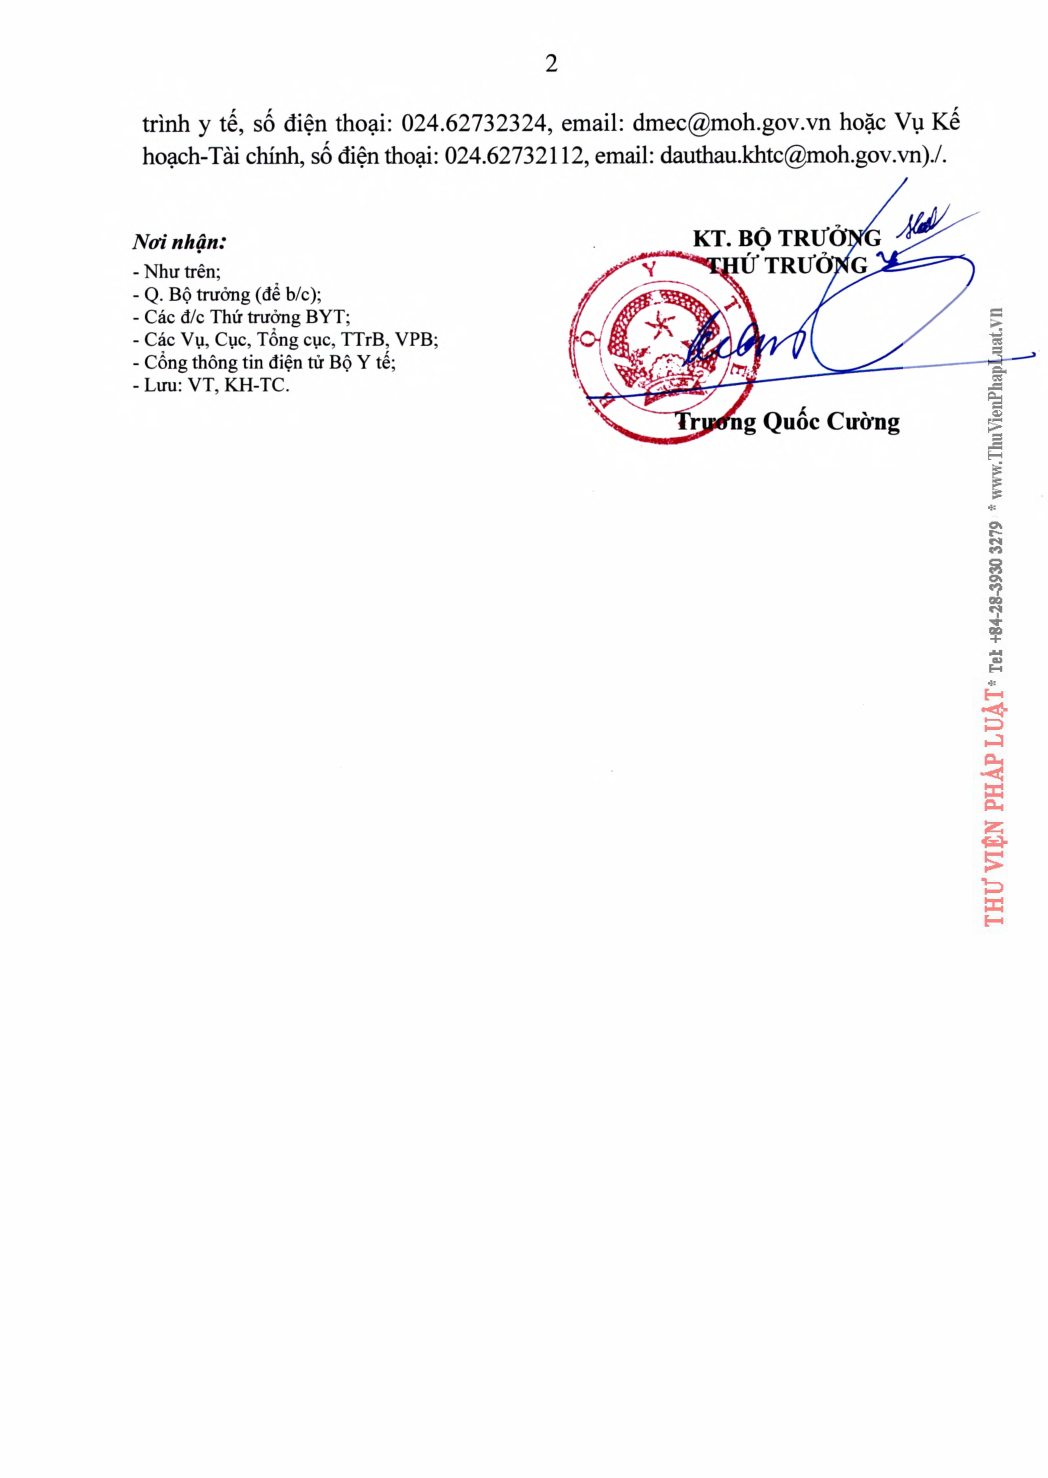 2
trình y tế, số điện thoại: 024.62732324, email: dmec@moh.gov.vn hoặc Vụ Kế
hoạch-Tài chính, số điện thoại: 024.62732112, email: dauthau.khtc@moh.gov.vn)./.
Nơi nhận:
- Như trên;
- Q. Bộ trưởng (để b/c);
- Các đ/c Thứ trưởng BYT;
- Các Vụ, Cục, Tổng cục, TTrB, VPB;
- Cổng thông tin điện tử Bộ Y tế;
- Lưu: VT, KH-TC.
KT. BỘ TRƯỞNG
THỨ TRƯỞNG
BỘ Y TẾ
Trương Quốc Cường
THƯ VIỆN PHÁP LUẬT * Tel: +84-28-3930 3279 * www.ThuVienPhapLuat.vn